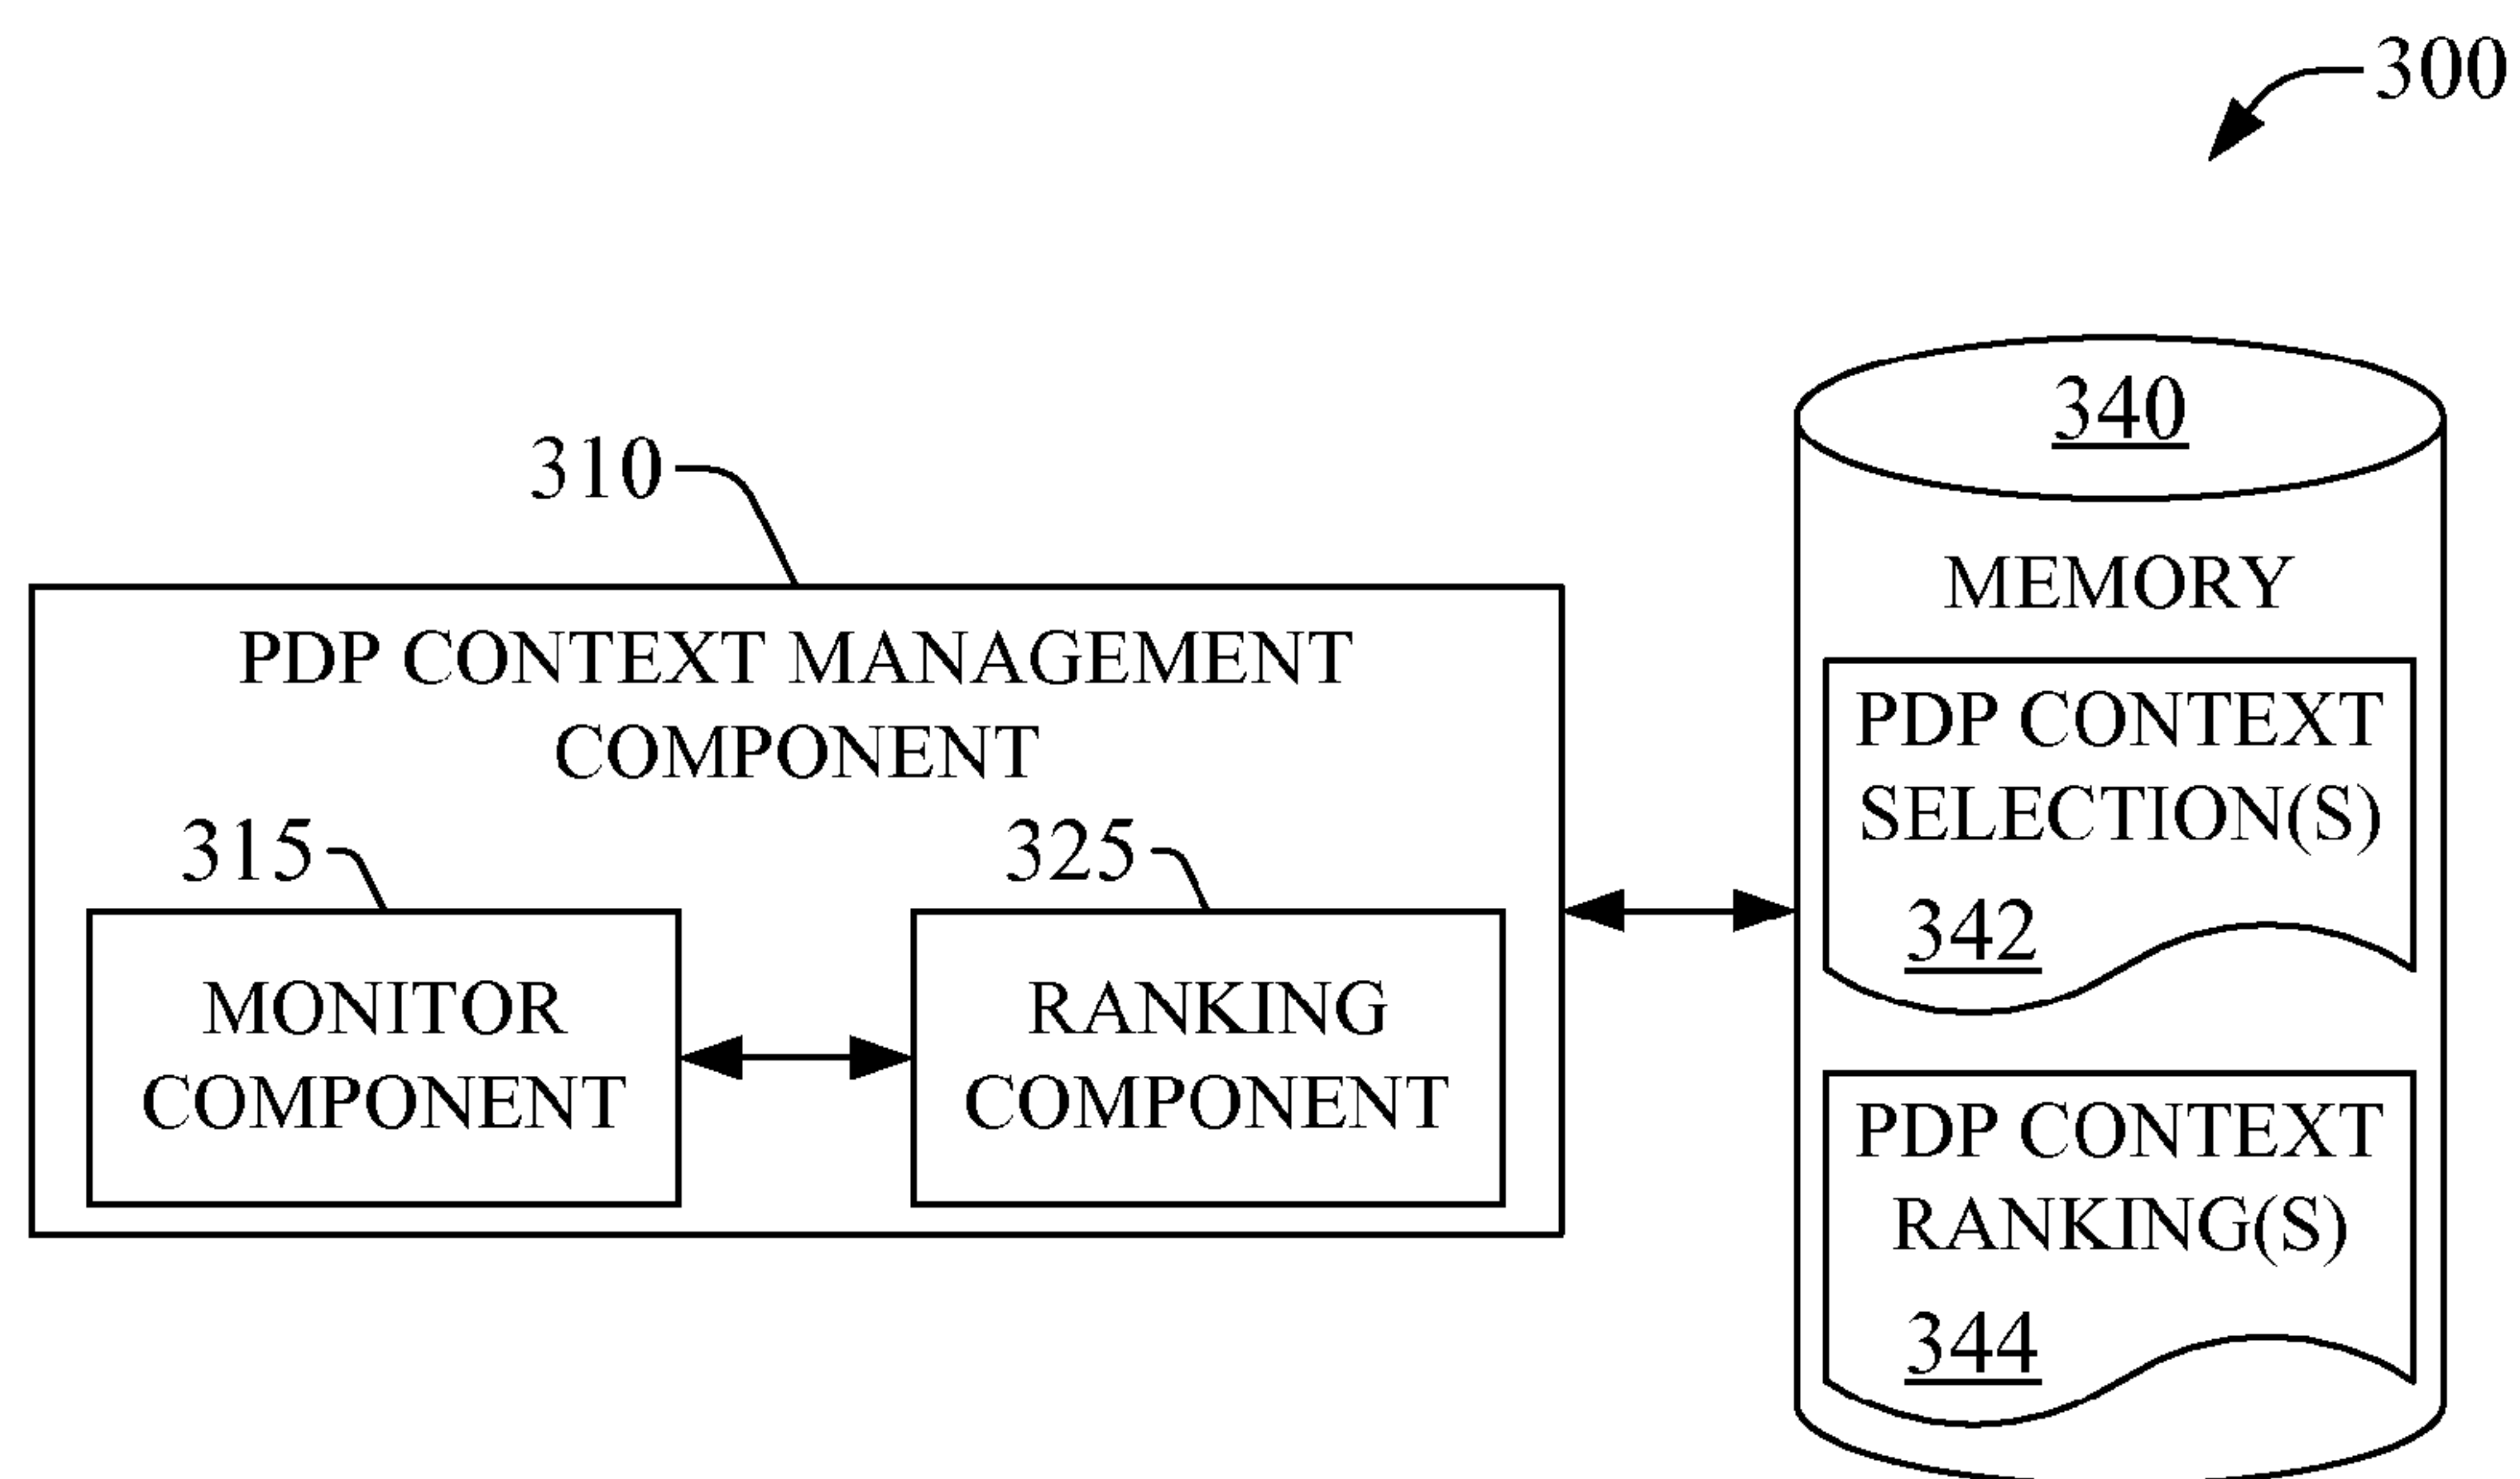 300
340
310
MEMORY
PDP CONTEXT MANAGEMENT
COMPONENT
PDP CONTEXT
SELECTION(S)
342
315
325
MONITOR
COMPONENT
RANKING
COMPONENT
PDP CONTEXT
RANKING(S)
344